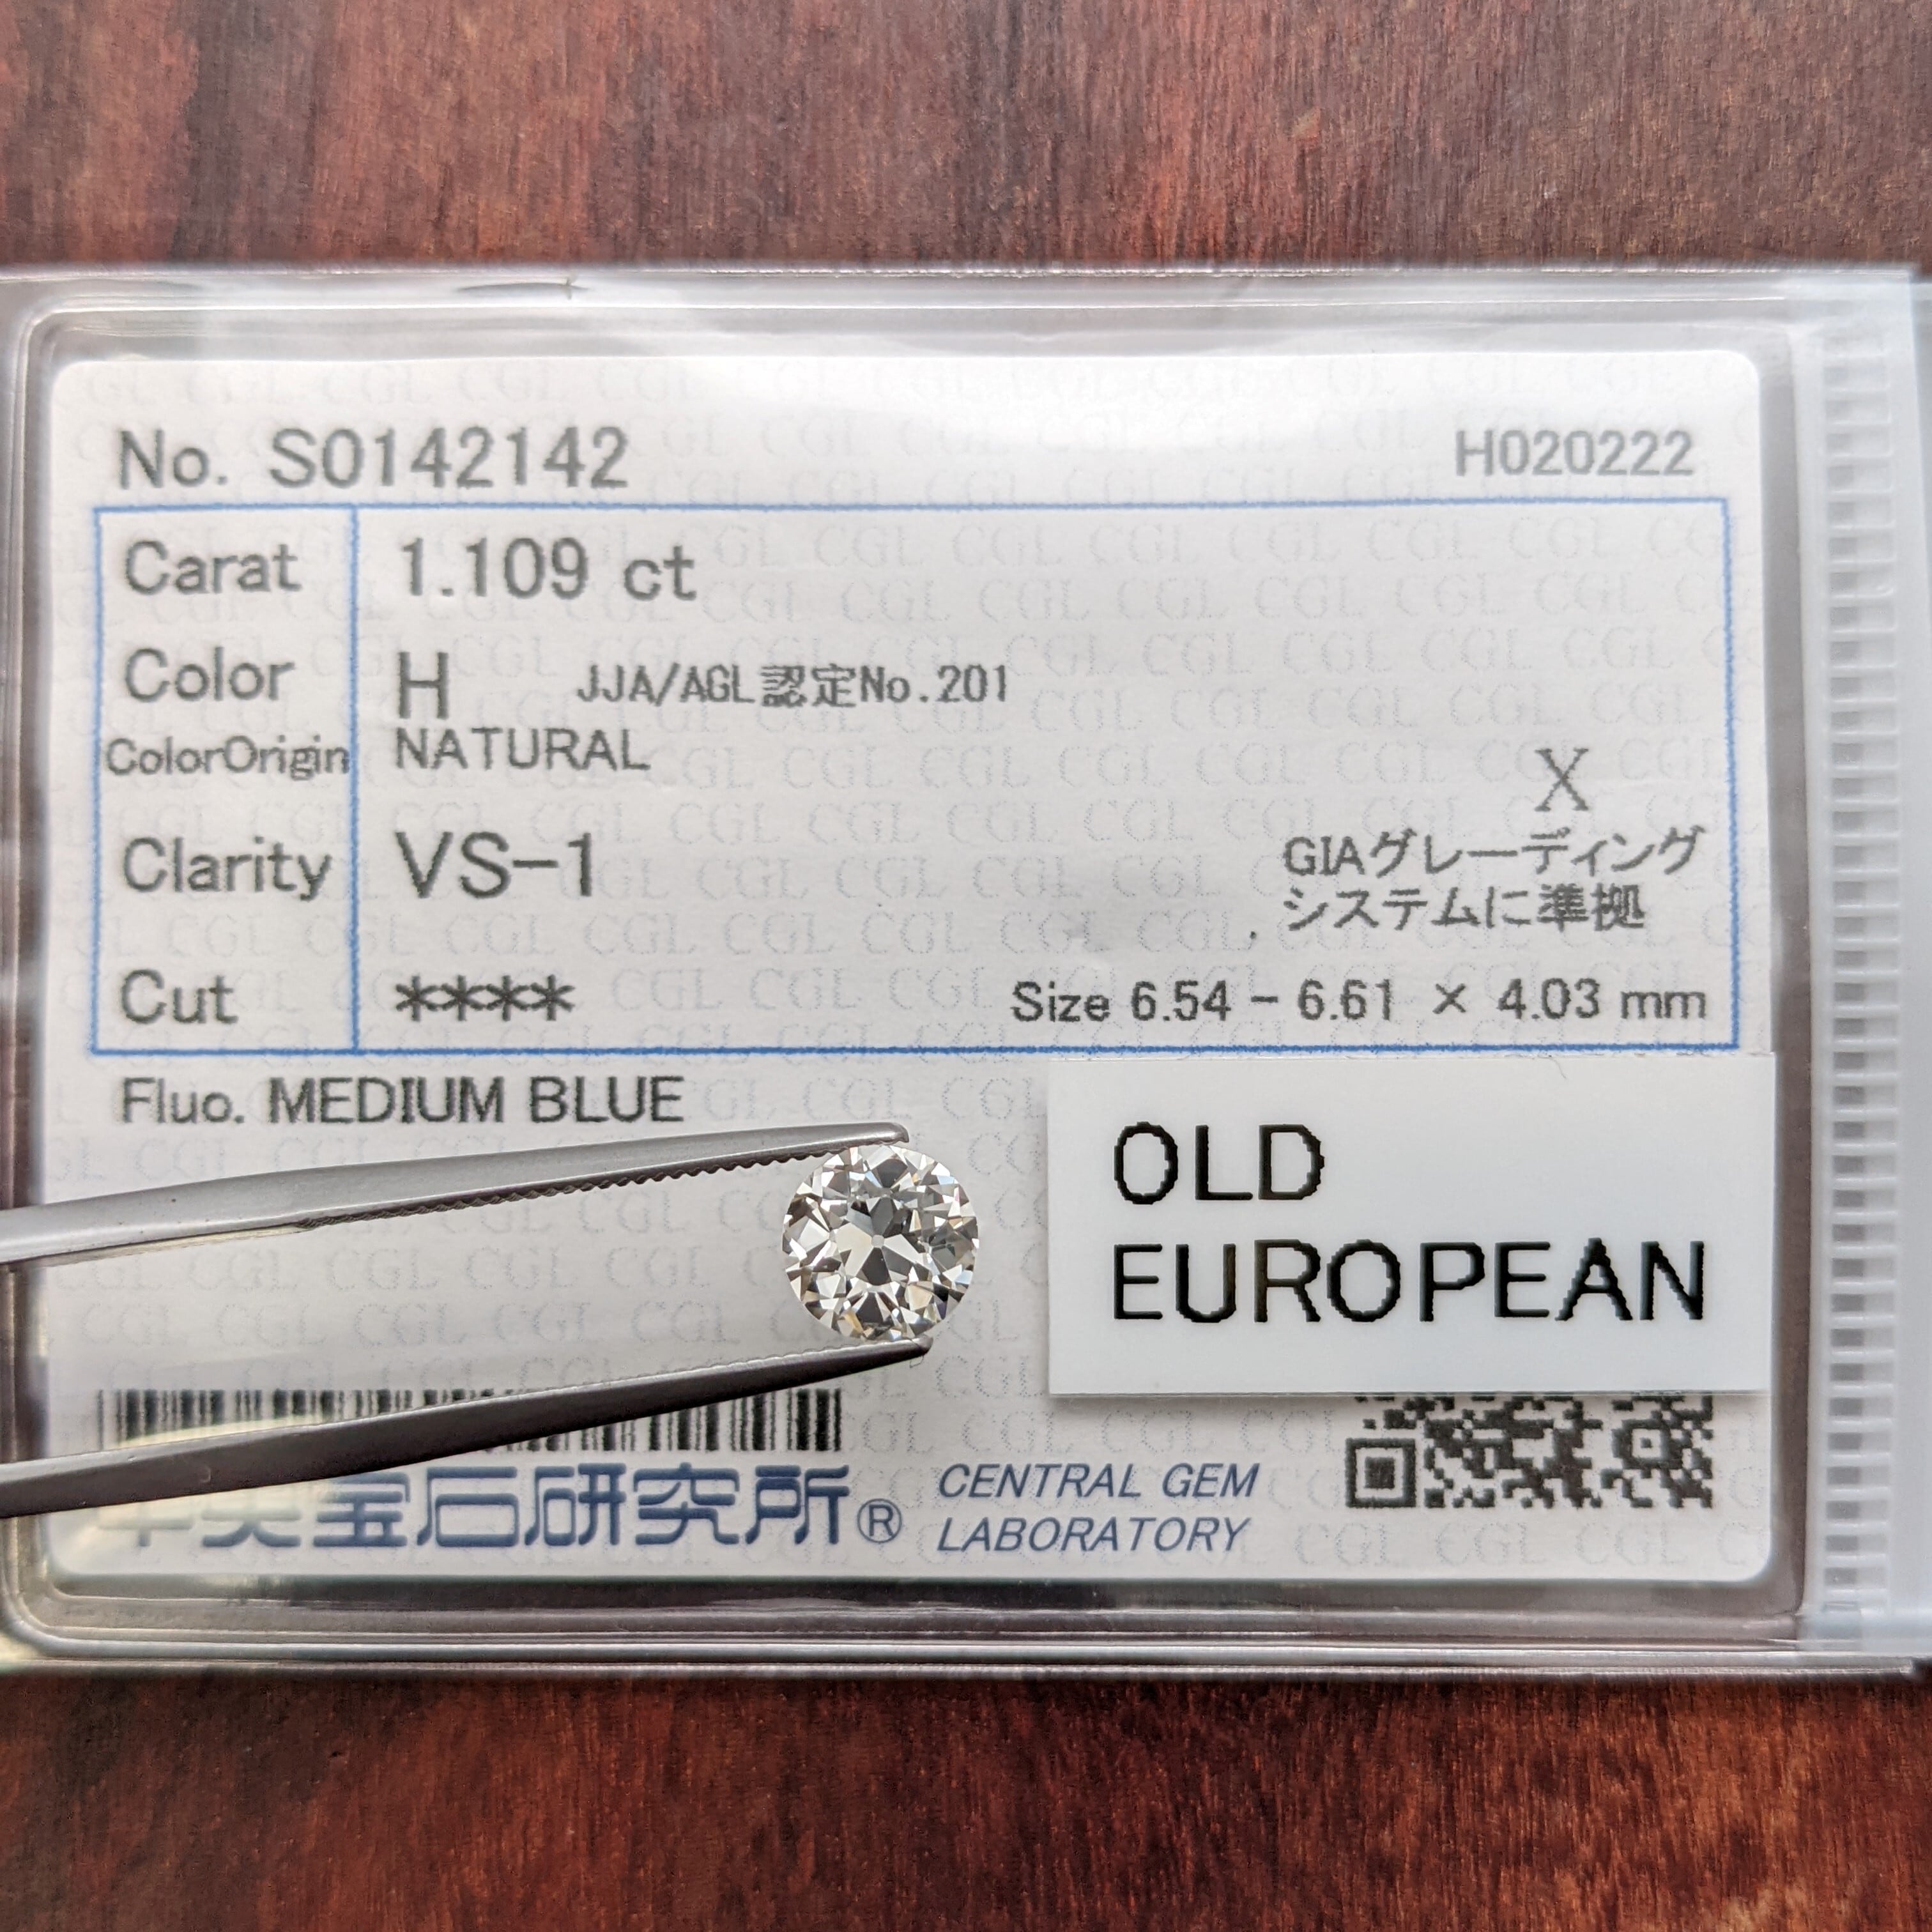 No. S0142142 H020222
Carat 1.109 ct
Color H JJA/AGL認定No.201
ColorOrigin NATURAL
X
Clarity VS-1
GIAグレーディング
システムに準拠
Cut **** Size 6.54 - 6.61 × 4.03 mm
Fluo. MEDIUM BLUE
OLD
EUROPEAN
中央宝石研究所®
CENTRAL GEM
LABORATORY